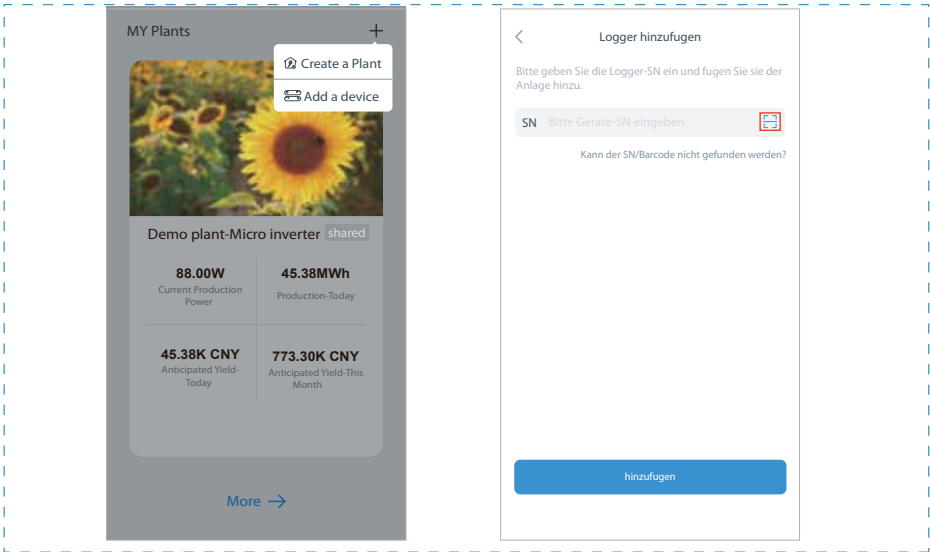 MY Plants
Create a Plant
Add a device
Demo plant-Micro inverter shared
88.00W
Current Production
Power
45.38MWh
Production-Today
45.38K CNY
Anticipated Yield-
Today
773.30K CNY
Anticipated Yield-This
Month
More
Logger hinzufugen
Bitte geben Sie die Logger-SN ein und fugen Sie sie der
Anlage hinzu.
SN Bitte Gerate-SN eingeben
Kann der SN/Barcode nicht gefunden werden?
hinzufugen